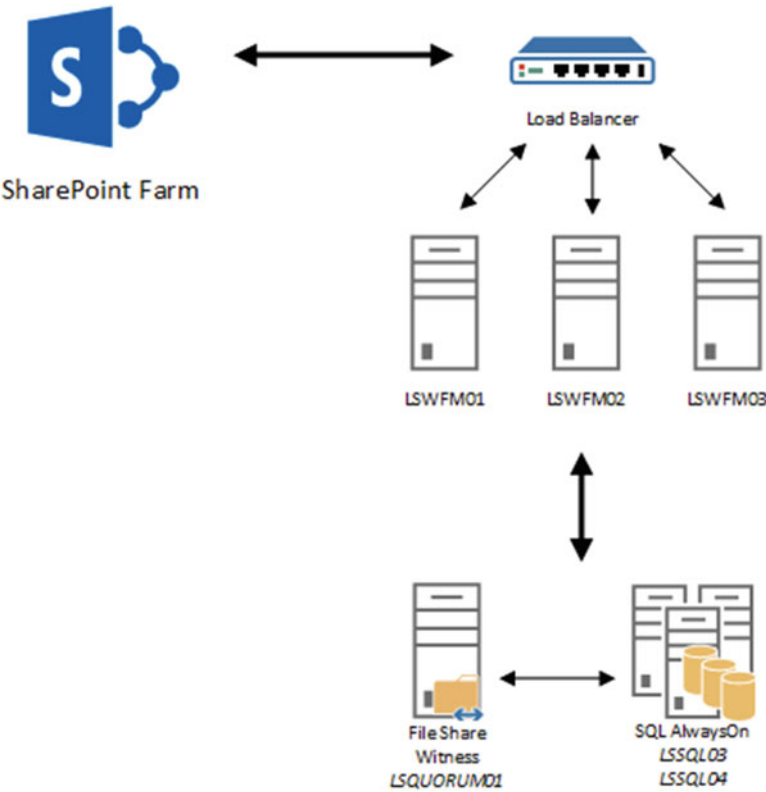 S
Load Balancer
SharePoint Farm
LSWFM01
LSWFM02
LSWFM03
File Share
Witness
LSQUORUM01
SQL AlwaysOn
LSSQL03
LSSQL04